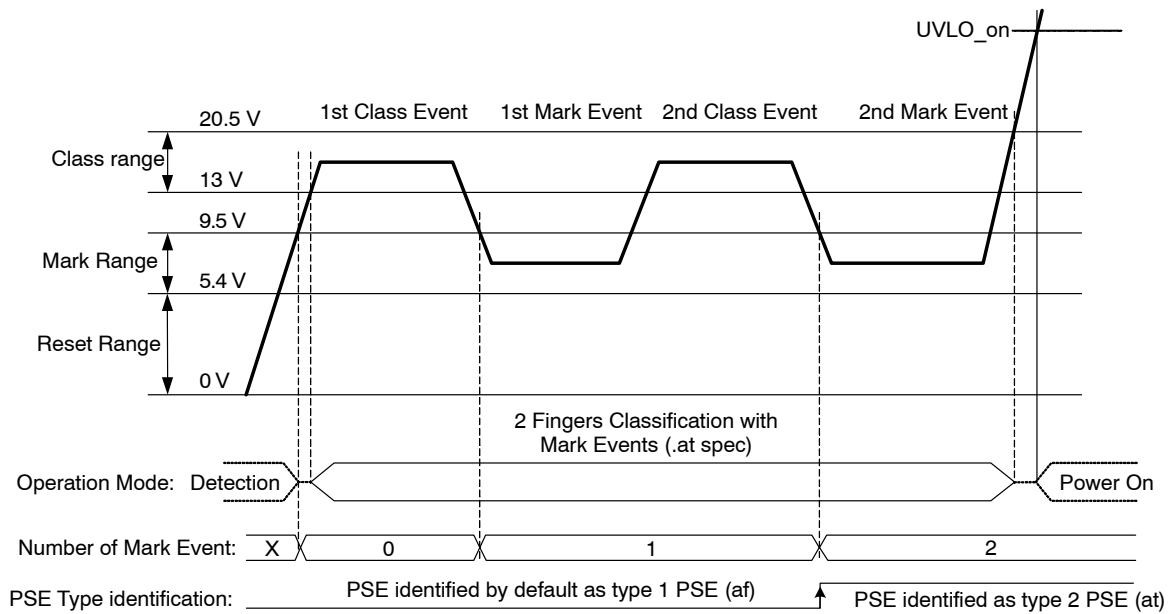 UVLO_on
1st Class Event 1st Mark Event 2nd Class Event 2nd Mark Event
20.5 V
Class range
13 V
9.5 V
Mark Range
5.4 V
Reset Range
0 V
2 Fingers Classification with
Mark Events (.at spec)
Operation Mode: Detection Power On
Number of Mark Event: X 0 1 2
PSE Type identification: PSE identified by default as type 1 PSE (af) PSE identified as type 2 PSE (at)